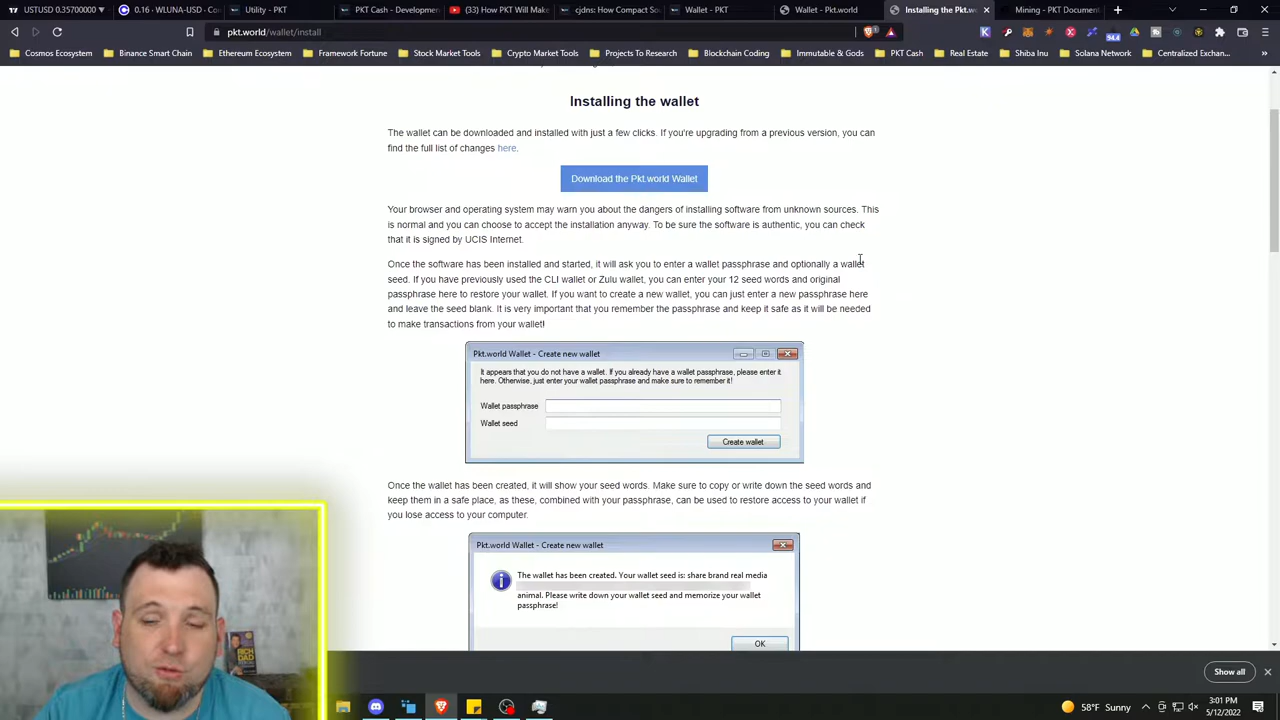 USTUSD 0.35700000
0.16 · WLUNA-USD · Co
Utility - PKT
PKT Cash - Developmen
(33) How PKT Will Make
cjdns: How Compact So
Wallet - PKT
Wallet - Pkt.world
Installing the Pkt.wo
Mining - PKT Document
pkt.world/wallet/install
Cosmos Ecosystem
Binance Smart Chain
Ethereum Ecosystem
Framework Fortune
Stock Market Tools
Crypto Market Tools
Projects To Research
Blockchain Coding
Immutable & Gods
PKT Cash
Real Estate
Shiba Inu
Solana Network
Centralized Exchan...
Installing the wallet
The wallet can be downloaded and installed with just a few clicks. If you're upgrading from a previous version, you can
find the full list of changes here.
Download the Pkt.world Wallet
Your browser and operating system may warn you about the dangers of installing software from unknown sources. This
is normal and you can choose to accept the installation anyway. To be sure the software is authentic, you can check
that it is signed by UCIS Internet.
Once the software has been installed and started, it will ask you to enter a wallet passphrase and optionally a wallet
seed. If you have previously used the CLI wallet or Zulu wallet, you can enter your 12 seed words and original
passphrase here to restore your wallet. If you want to create a new wallet, you can just enter a new passphrase here
and leave the seed blank. It is very important that you remember the passphrase and keep it safe as it will be needed
to make transactions from your wallet!
Pkt.world Wallet - Create new wallet
It appears that you do not have a wallet. If you already have a wallet passphrase, please enter it
here. Otherwise, just enter your wallet passphrase and make sure to remember it!
Wallet passphrase
Wallet seed
Create wallet
Once the wallet has been created, it will show your seed words. Make sure to copy or write down the seed words and
keep them in a safe place, as these, combined with your passphrase, can be used to restore access to your wallet if
you lose access to your computer.
Pkt.world Wallet - Create new wallet
The wallet has been created. Your wallet seed is: share brand real media
animal. Please write down your wallet seed and memorize your wallet
passphrase!
OK
RICH
DAD
Show all
58°F Sunny
3:01 PM
5/12/2022